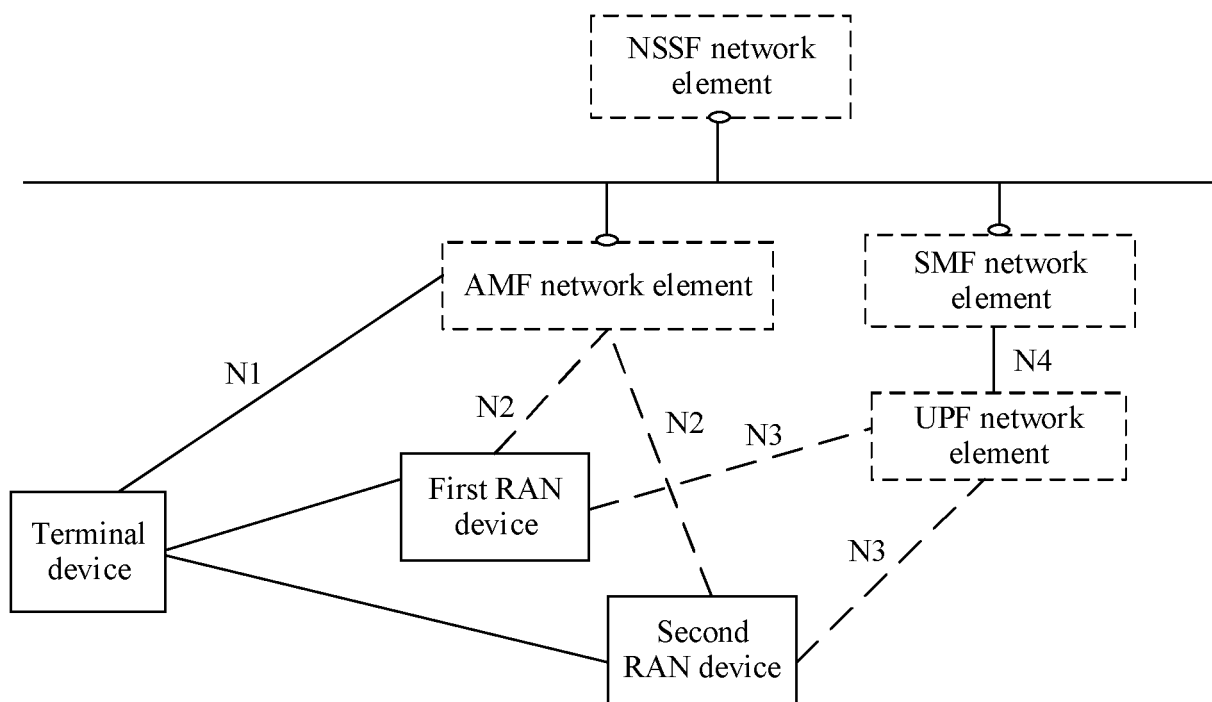 NSSF network
element
AMF network element
SMF network
element
N1
N4
N2
N2
N3
UPF network
element
First RAN
device
Terminal
device
N3
Second
RAN device